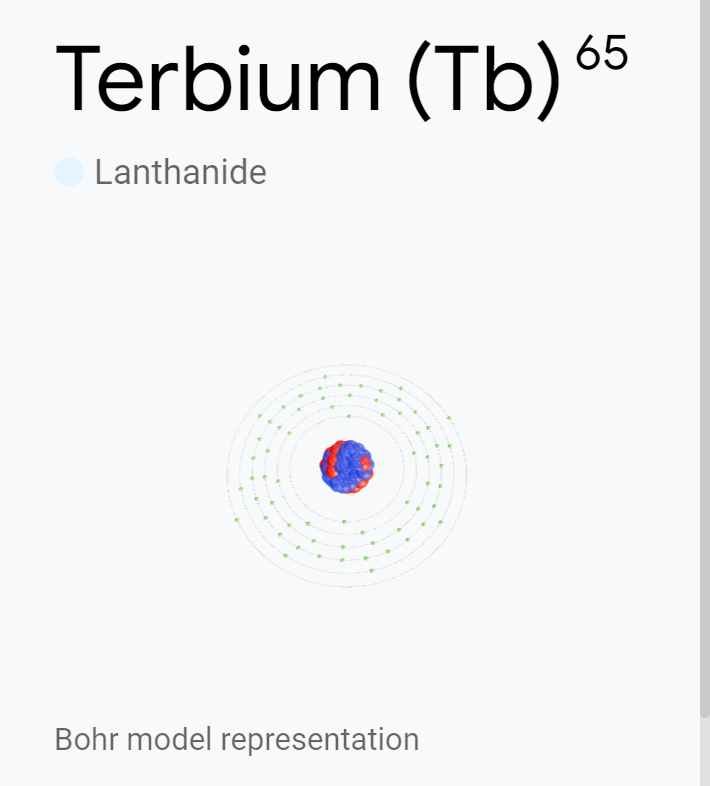 Terbium (Tb)65
Lanthanide
Bohr model representation